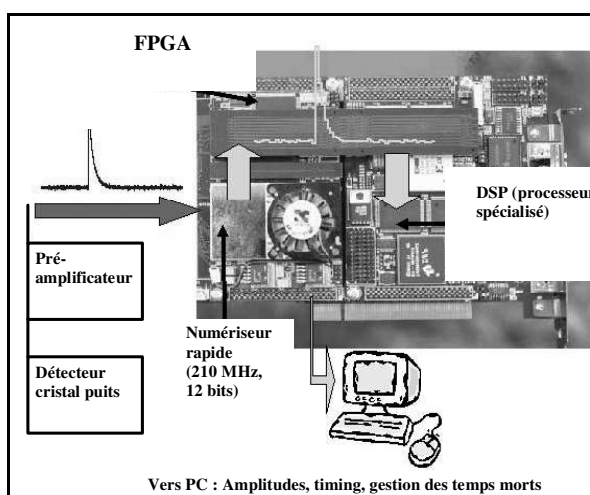 FPGA
DSP (processeur
spécialisé)
Pré-
amplificateur
Numériseur
rapide
(210 MHz,
12 bits)
Détecteur
cristal puits
Vers PC : Amplitudes, timing, gestion des temps morts